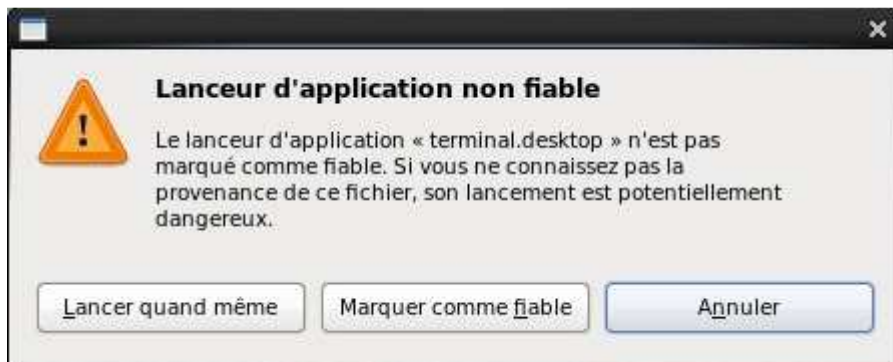 Lanceur d'application non fiable
Le lanceur d'application « terminal.desktop » n'est pas
marqué comme fiable. Si vous ne connaissez pas la
provenance de ce fichier, son lancement est potentiellement
dangereux.
Lancer quand même Marquer comme fiable Annuler